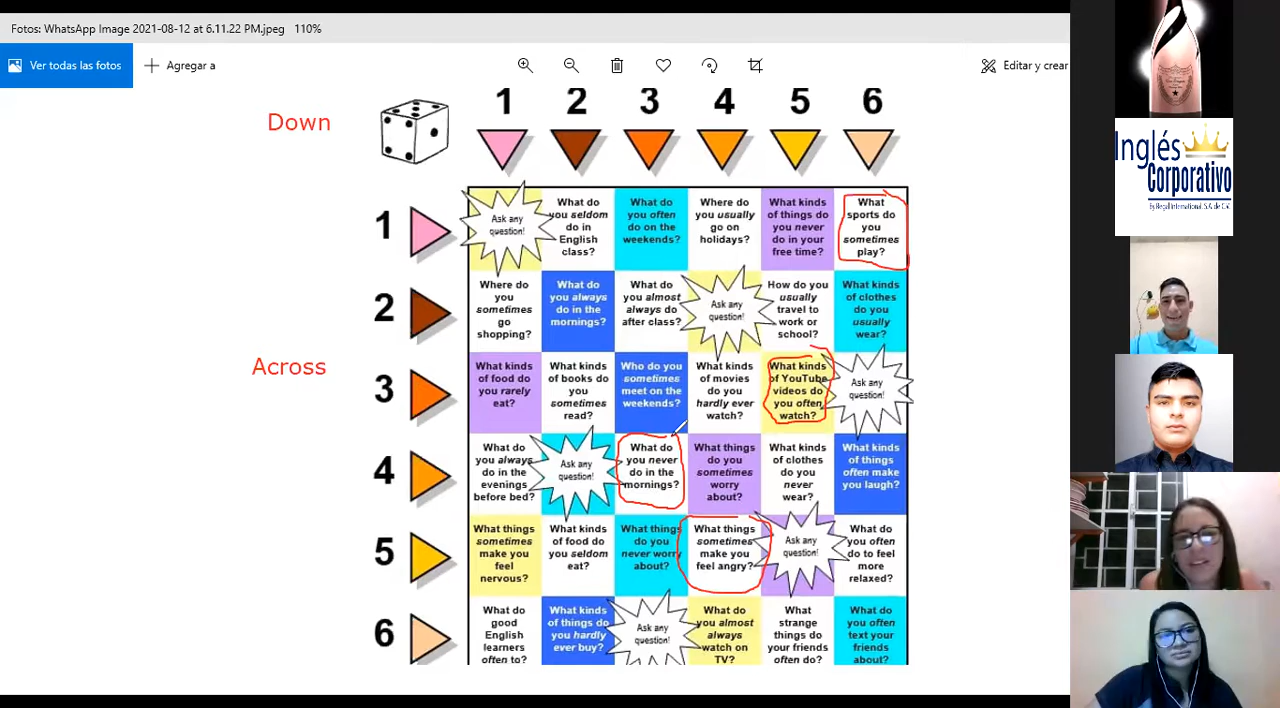 Fotos: WhatsApp Image 2021-08-12 at 6.11.22 PM.jpeg 110%
Ver todas las fotos
Agregar a
Editar y crear
Down
1 2 3 4 5 6
Across
1
Ask any
question!
What do
you seldom
do in
English
class?
What do
you often
do on the
weekends?
Where do
you usually
go on
holidays?
What kinds
of things do
you never
do in your
free time?
What
sports do
you
sometimes
play?
2
Where do
you
sometimes
go
shopping?
What do
you always
do in the
mornings?
What do
you almost
always do
after class?
Ask any
question!
How do you
usually
travel to
work or
school?
What kinds
of clothes
do you
usually
wear?
3
What kinds
of food do
you rarely
eat?
What kinds
of books do
you
sometimes
read?
Who do you
sometimes
meet on the
weekends?
What kinds
of movies
do you
hardly ever
watch?
What kinds
of YouTube
videos do
you often
watch?
Ask any
question!
4
What do
you always
do in the
evenings
before bed?
Ask any
question!
What do
you never
do in the
mornings?
What things
do you
sometimes
worry
about?
What kinds
of clothes
do you
never
wear?
What kinds
of things
often make
you laugh?
5
What things
sometimes
make you
feel
nervous?
What kinds
of food do
you seldom
eat?
What things
do you
never worry
about?
What things
sometimes
make you
feel angry?
Ask any
question!
What do
you often
do to feel
more
relaxed?
6
What do
good
English
learners
often to?
What kinds
of things do
you hardly
ever buy?
Ask any
question!
What do
you almost
always
watch on
TV?
What
strange
things do
your friends
often do?
What do
you often
text your
friends
about?
Inglés
Corporativo